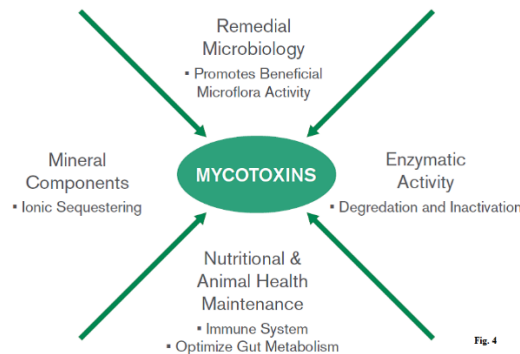 Remedial
Microbiology
▪ Promotes Beneficial
Microflora Activity
Mineral
Components
▪ Ionic Sequestering
MYCOTOXINS
Enzymatic
Activity
▪ Degredation and Inactivation
Nutritional &
Animal Health
Maintenance
▪ Immune System
▪ Optimize Gut Metabolism
Fig. 4